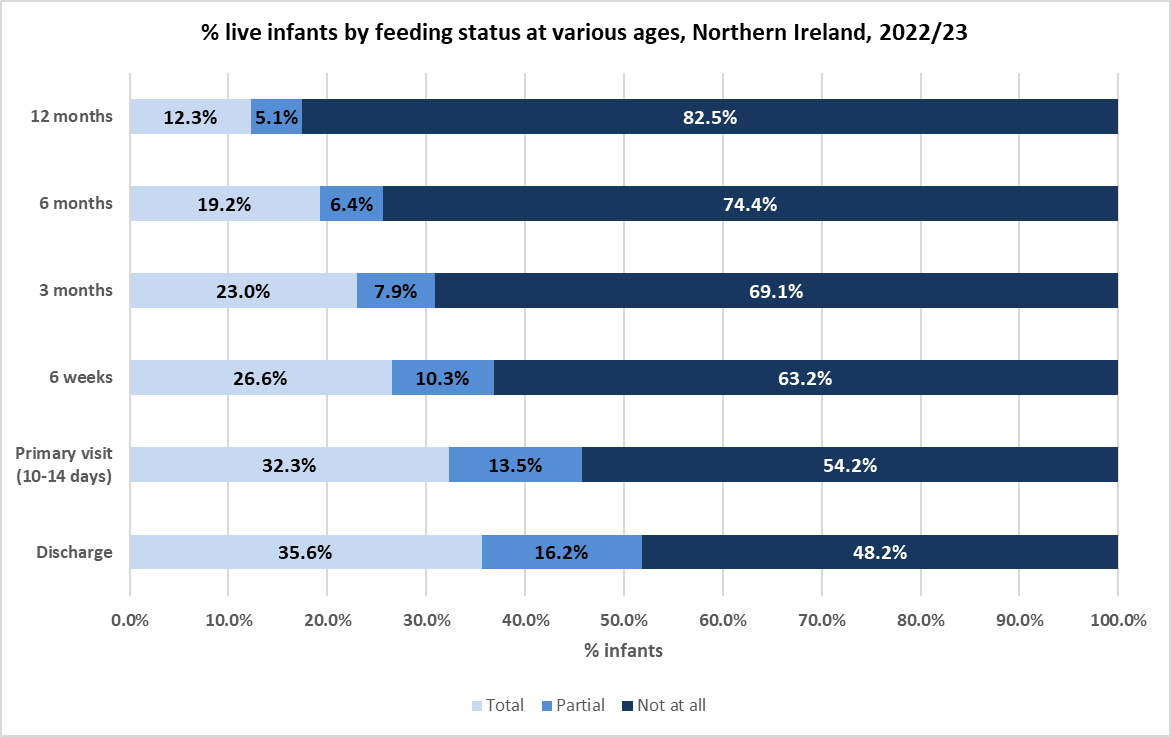 % live infants by feeding status at various ages, Northern Ireland, 2022/23
12 months
12.3% 5.1% 82.5%
6 months
19.2% 6.4% 74.4%
3 months
23.0% 7.9% 69.1%
6 weeks
26.6% 10.3% 63.2%
Primary visit
(10-14 days)
32.3% 13.5% 54.2%
Discharge
35.6% 16.2% 48.2%
0.0% 10.0% 20.0% 30.0% 40.0% 50.0% 60.0% 70.0% 80.0% 90.0% 100.0%
% infants
Total Partial Not at all